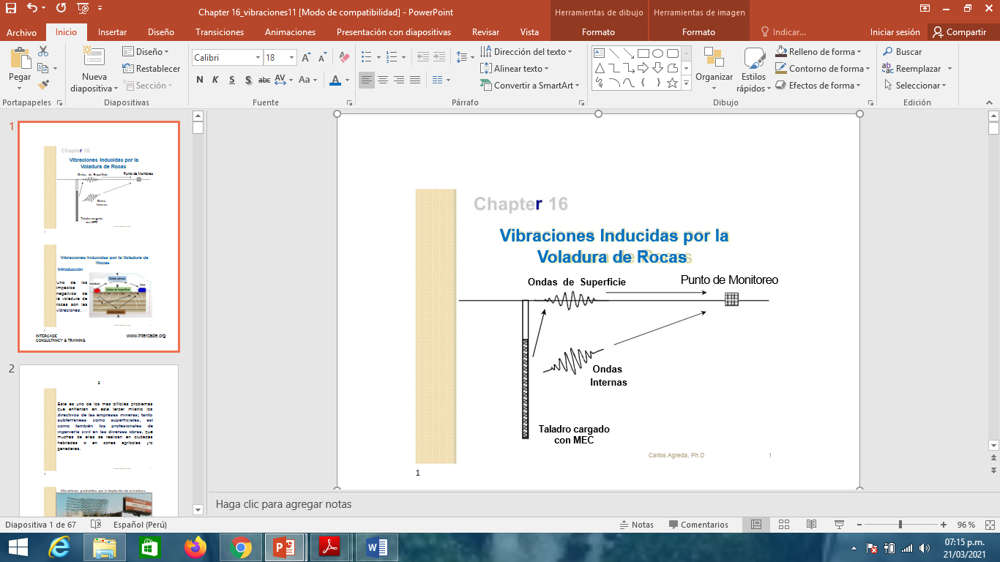 Chapter 16_vibraciones11 [Modo de compatibilidad] - PowerPoint
Herramientas de dibujo
Herramientas de imagen
Archivo
Inicio
Insertar
Diseño
Transiciones
Animaciones
Presentación con diapositivas
Revisar
Vista
Formato
Formato
Indicar...
Iniciar sesión
Compartir
Pegar
Nueva
diapositiva
Diseño
Restablecer
Sección
Calibri
18
N K S S abc AV Aa A
Dirección del texto
Alinear texto
Convertir a SmartArt
Organizar
Estilos
rápidos
Relleno de forma
Contorno de forma
Efectos de forma
Buscar
Reemplazar
Seleccionar
Portapapeles
Diapositivas
Fuente
Párrafo
Dibujo
Edición
1
Chapter 16
Vibraciones Inducidas por la
Voladura de Rocas
Ondas de Superficie
Punto de Monitoreo
Ondas
Internas
Taladro cargado
con MEC
Vibraciones Inducidas por la Voladura de
Rocas
Introducción
Uno de los
impactos
negativos de
la voladura de
rocas son las
vibraciones.
INTERCADE
CONSULTANCY & TRAINING
www.intercade.org
2
2
Este es uno de los mas difíciles problemas
que enfrentan en este tercer milenio los
directivos de las empresas mineras; tanto
subterráneas como superficiales, así
como también los profesionales de
ingeniería civil en las diversas obras, que
muchas de ellas se realizan en ciudades
habitadas o en zonas agrícolas y/o
ganaderas.
Chapter 16
Vibraciones Inducidas por la
Voladura de Rocas
Ondas de Superficie
Punto de Monitoreo
Ondas
Internas
Taladro cargado
con MEC
Carlos Agreda, Ph.D
1
1
Haga clic para agregar notas
Diapositiva 1 de 67
Español (Perú)
Notas
Comentarios
96 %
07:15 p.m.
21/03/2021